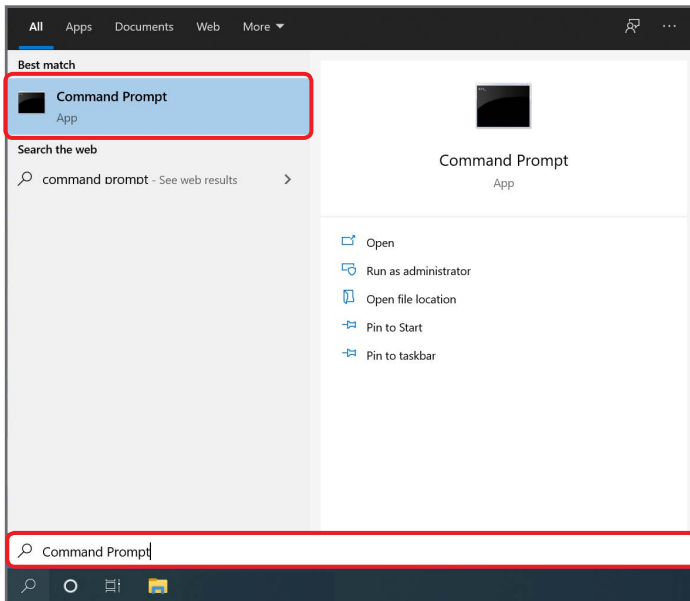 All Apps Documents Web More
Best match
Command Prompt
App
Search the web
command prompt - See web results
Command Prompt
App
Open
Run as administrator
Open file location
Pin to Start
Pin to taskbar
Command Prompt